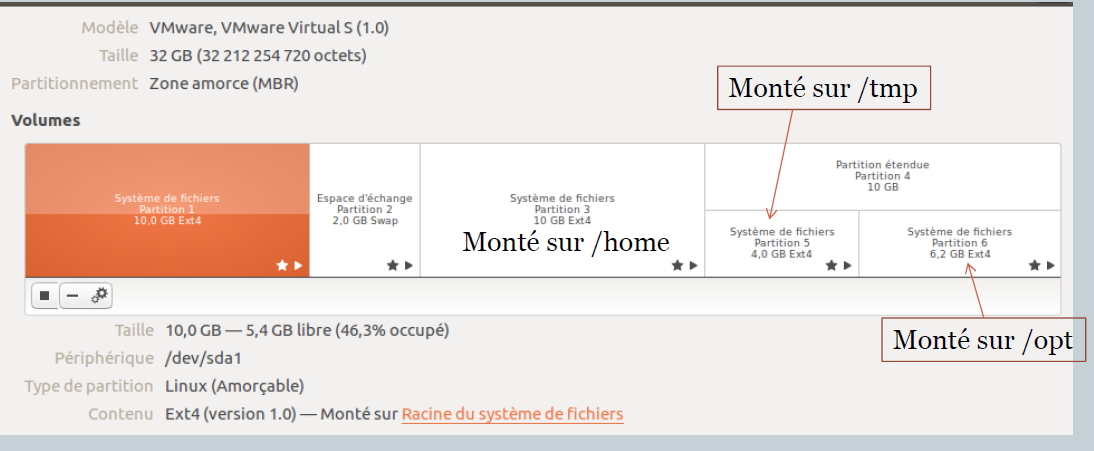 Modèle VMware, VMware Virtual S (1.0)
Taille 32 GB (32 212 254 720 octets)
Partitionnement Zone amorce (MBR)
Monté sur /tmp
Volumes
Système de fichiers
Partition 1
10,0 GB Ext4
Espace d'échange
Partition 2
2,0 GB Swap
Système de fichiers
Partition 3
10 GB Ext4
Monté sur /home
Partition étendue
Partition 4
10 GB
Système de fichiers
Partition 5
4,0 GB Ext4
Système de fichiers
Partition 6
6,2 GB Ext4
Monté sur /opt
Taille 10,0 GB — 5,4 GB libre (46,3% occupé)
Périphérique /dev/sda1
Type de partition Linux (Amorçable)
Contenu Ext4 (version 1.0) — Monté sur Racine du système de fichiers